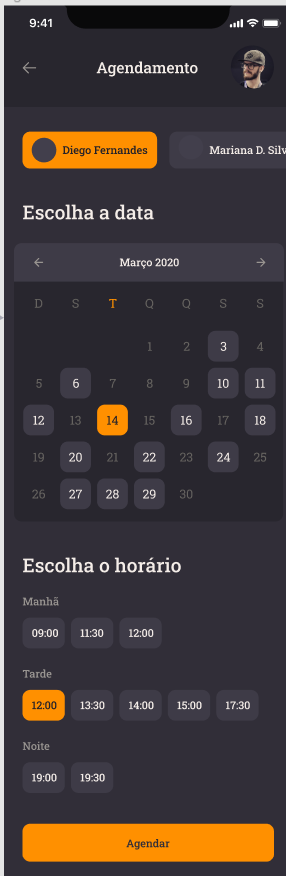 9:41
Agendamento
Diego Fernandes Mariana D. Silv
Escolha a data
Março 2020
D S T Q Q S S
1 2 3 4
5 6 7 8 9 10 11
12 13 14 15 16 17 18
19 20 21 22 23 24 25
26 27 28 29 30
Escolha o horário
Manhã
09:00 11:30 12:00
Tarde
12:00 13:30 14:00 15:00 17:30
Noite
19:00 19:30
Agendar